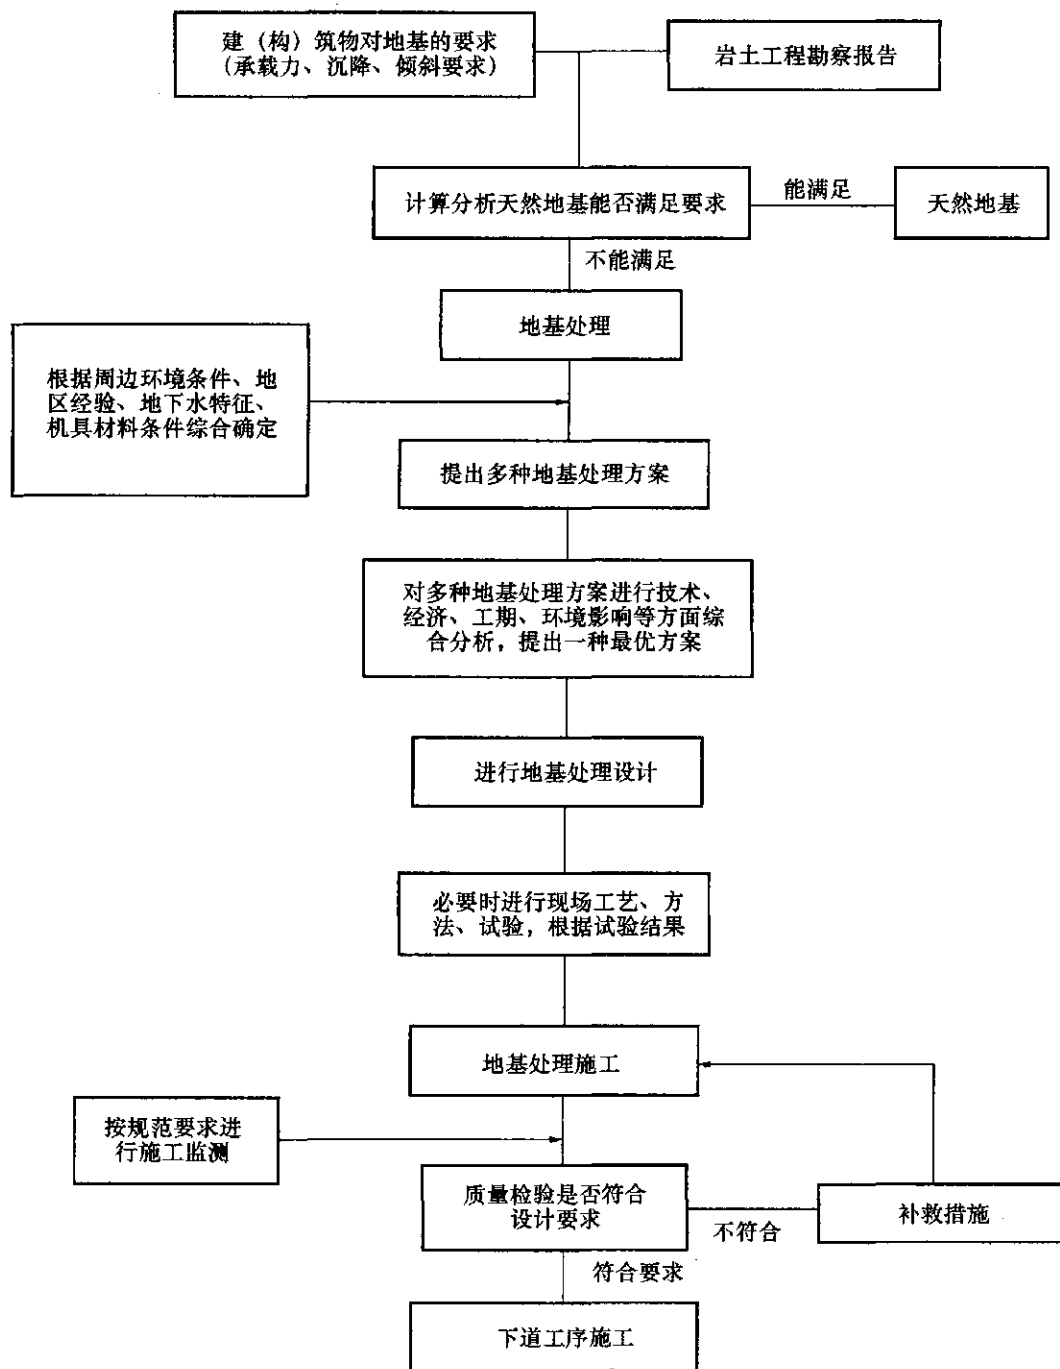 建（构）筑物对地基的要求
（承载力、沉降、倾斜要求）
岩土工程勘察报告
计算分析天然地基能否满足要求
能满足
天然地基
不能满足
地基处理
根据周边环境条件、地
区经验、地下水特征、
机具材料条件综合确定
提出多种地基处理方案
对多种地基处理方案进行技术、
经济、工期、环境影响等方面综
合分析，提出一种最优方案
进行地基处理设计
必要时进行现场工艺、方
法、试验，根据试验结果
地基处理施工
按规范要求进
行施工监测
质量检验是否符合
设计要求
不符合
补救措施
符合要求
下道工序施工